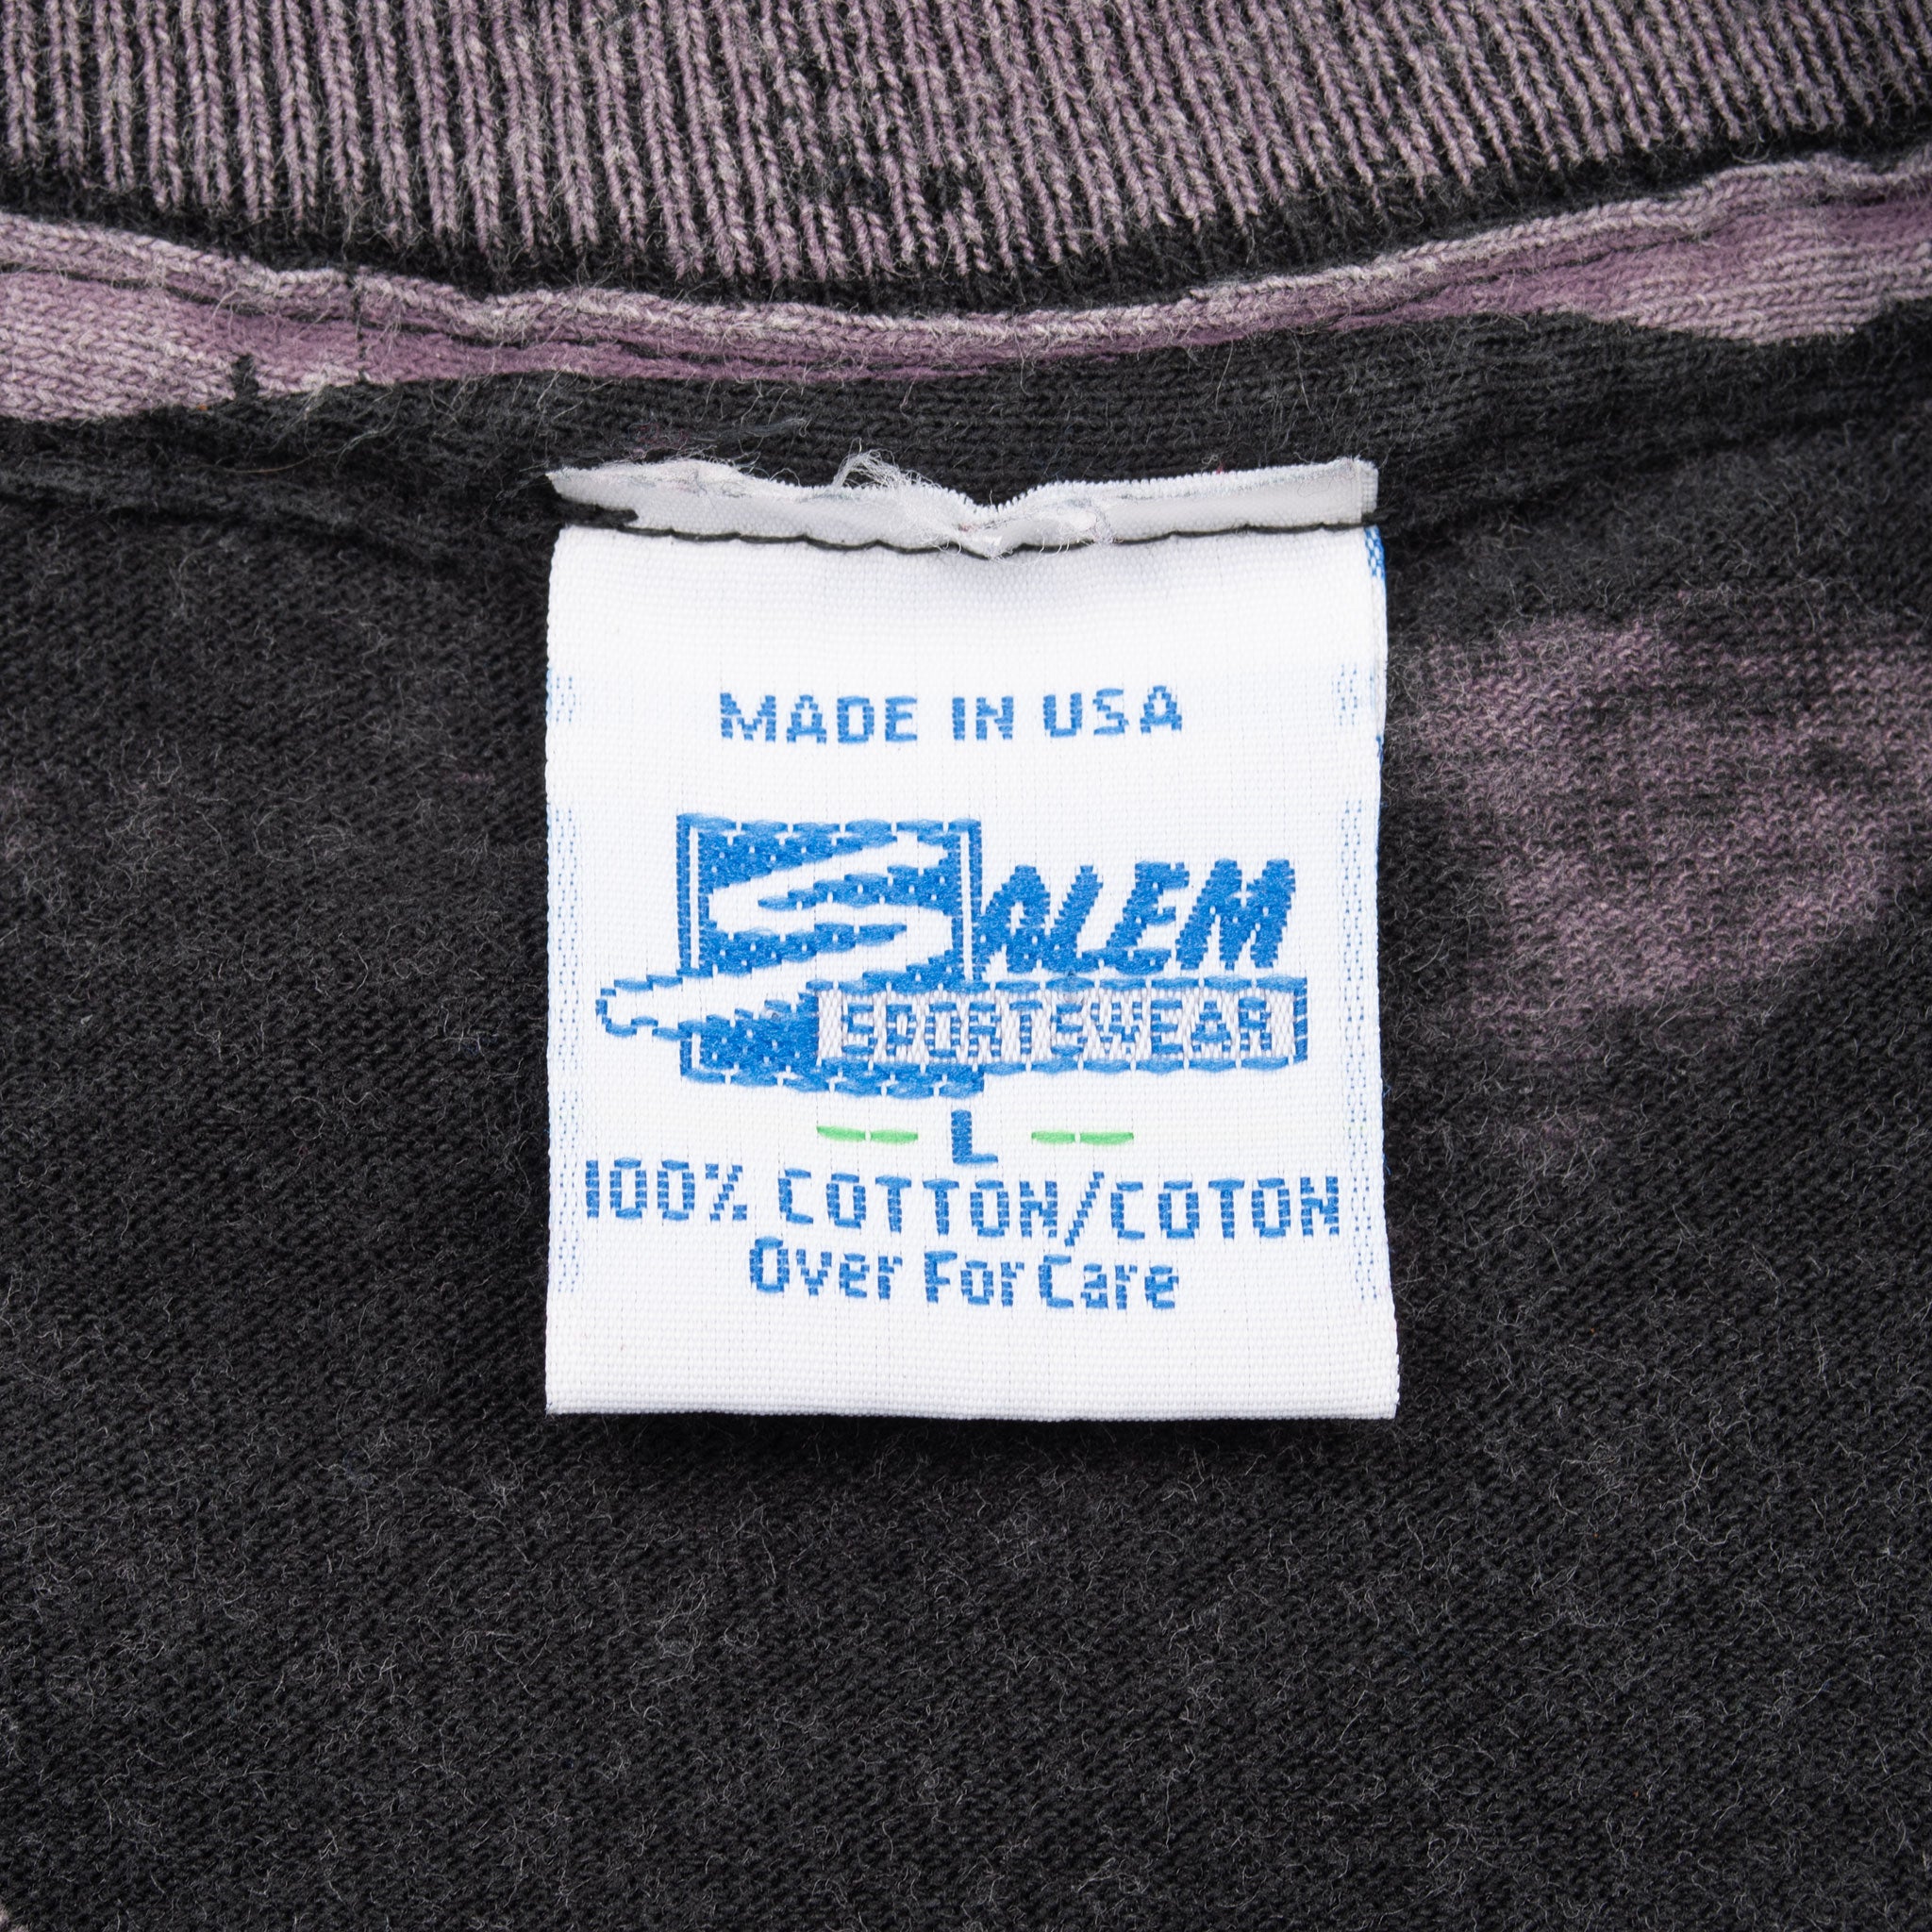 MADE IN USA
SALEM
SPORTSWEAR
L
100% COTTON/COTON
Over For Care